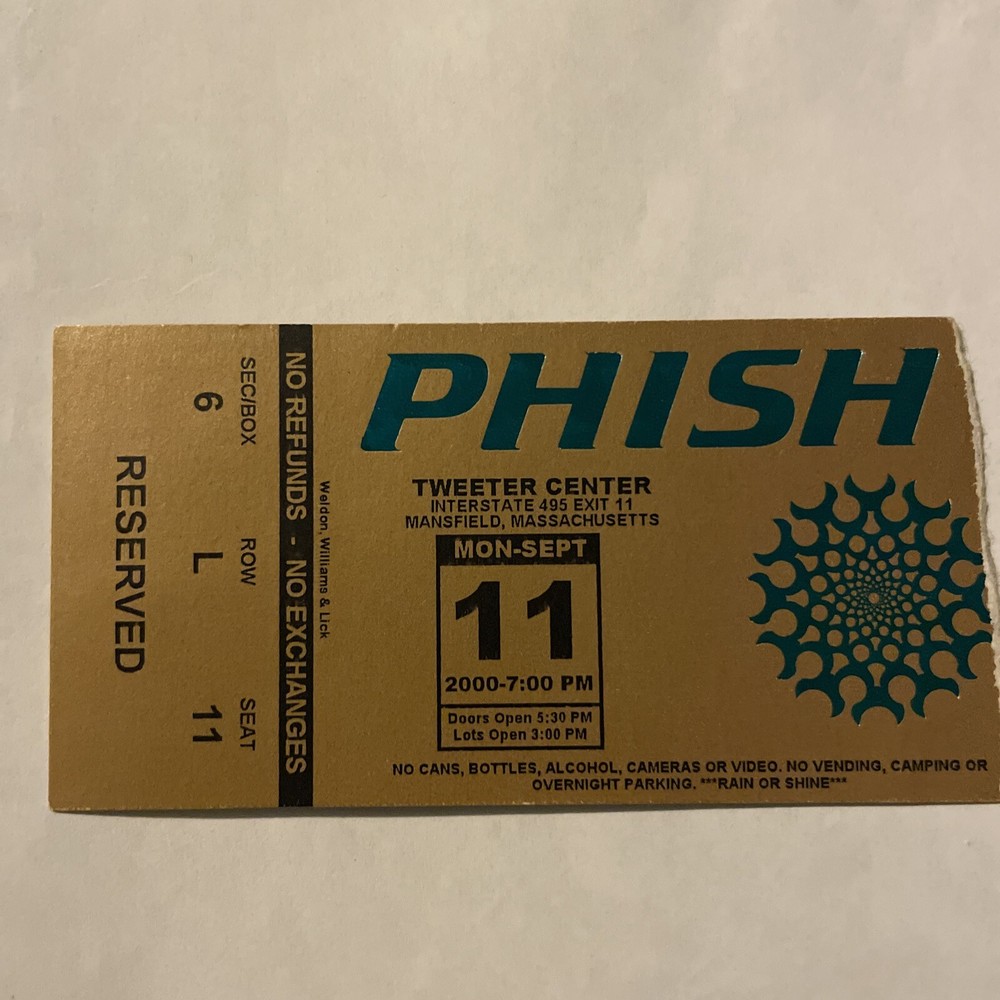 PHISH
TWEETER CENTER
INTERSTATE 495 EXIT 11
MANSFIELD, MASSACHUSETTS
MON-SEPT
11
2000-7:00 PM
Doors Open 5:30 PM
Lots Open 3:00 PM
NO CANS, BOTTLES, ALCOHOL, CAMERAS OR VIDEO. NO VENDING, CAMPING OR
OVERNIGHT PARKING. ***RAIN OR SHINE***
Weldon, Williams & Lick
NO REFUNDS - NO EXCHANGES
SEC/BOX ROW SEAT
6 L 11
RESERVED